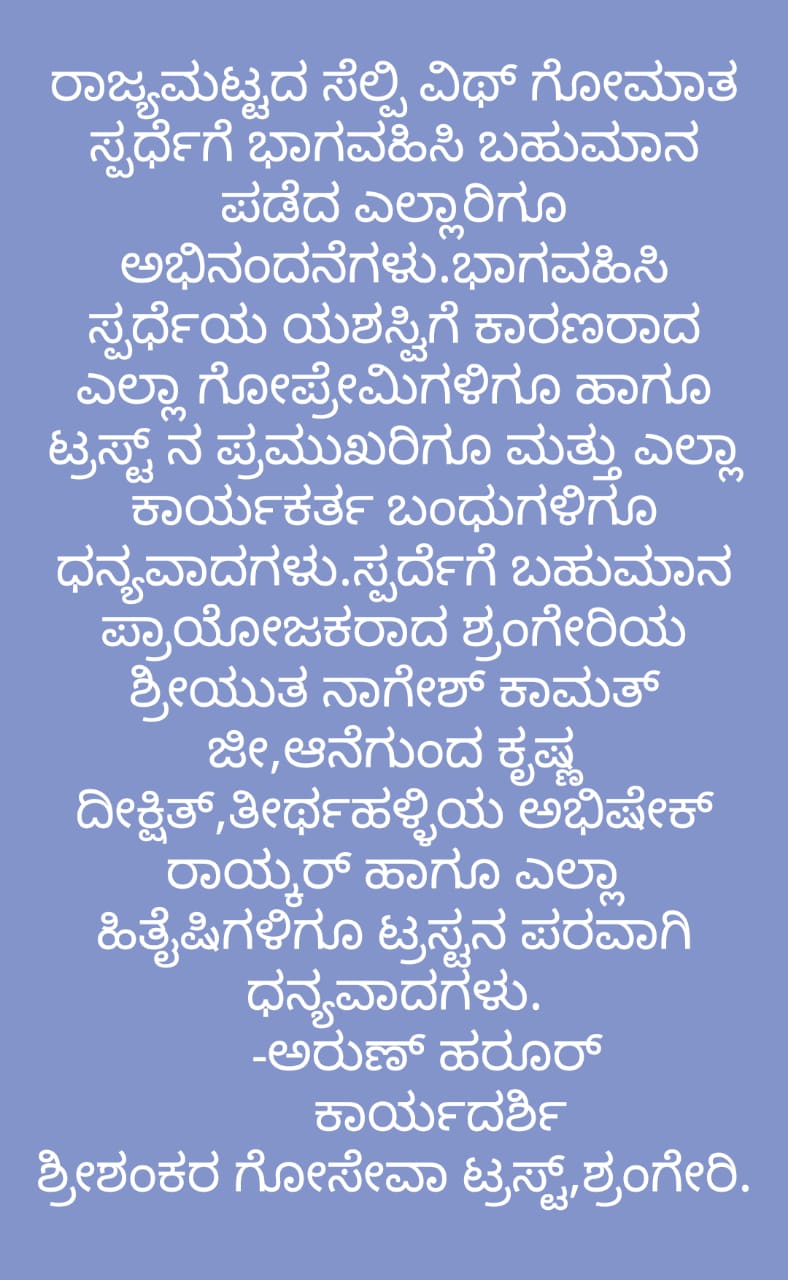 ರಾಜ್ಯಮಟ್ಟದ ಸೆಲ್ಪಿ ವಿಥ್ ಗೋಮಾತ
ಸ್ಪರ್ಧೆಗೆ ಭಾಗವಹಿಸಿ ಬಹುಮಾನ
ಪಡೆದ ಎಲ್ಲಾರಿಗೂ
ಅಭಿನಂದನೆಗಳು.ಭಾಗವಹಿಸಿ
ಸ್ಪರ್ಧೆಯ ಯಶಸ್ವಿಗೆ ಕಾರಣರಾದ
ಎಲ್ಲಾ ಗೋಪ್ರೇಮಿಗಳಿಗೂ ಹಾಗೂ
ಟ್ರಸ್ಟ್ ನ ಪ್ರಮುಖರಿಗೂ ಮತ್ತು ಎಲ್ಲಾ
ಕಾರ್ಯಕರ್ತ ಬಂಧುಗಳಿಗೂ
ಧನ್ಯವಾದಗಳು.ಸ್ಪರ್ದೆಗೆ ಬಹುಮಾನ
ಪ್ರಾಯೋಜಕರಾದ ಶ್ರಂಗೇರಿಯ
ಶ್ರೀಯುತ ನಾಗೇಶ್ ಕಾಮತ್
ಜೀ,ಆನೆಗುಂದ ಕೃಷ್ಣ
ದೀಕ್ಷಿತ್,ತೀರ್ಥಹಳ್ಳಿಯ ಅಭಿಷೇಕ್
ರಾಯ್ಕರ್ ಹಾಗೂ ಎಲ್ಲಾ
ಹಿತೈಷಿಗಳಿಗೂ ಟ್ರಸ್ಟನ ಪರವಾಗಿ
ಧನ್ಯವಾದಗಳು.
-ಅರುಣ್ ಹರೂರ್
ಕಾರ್ಯದರ್ಶಿ
ಶ್ರೀಶಂಕರ ಗೋಸೇವಾ ಟ್ರಸ್ಟ್,ಶ್ರಂಗೇರಿ.